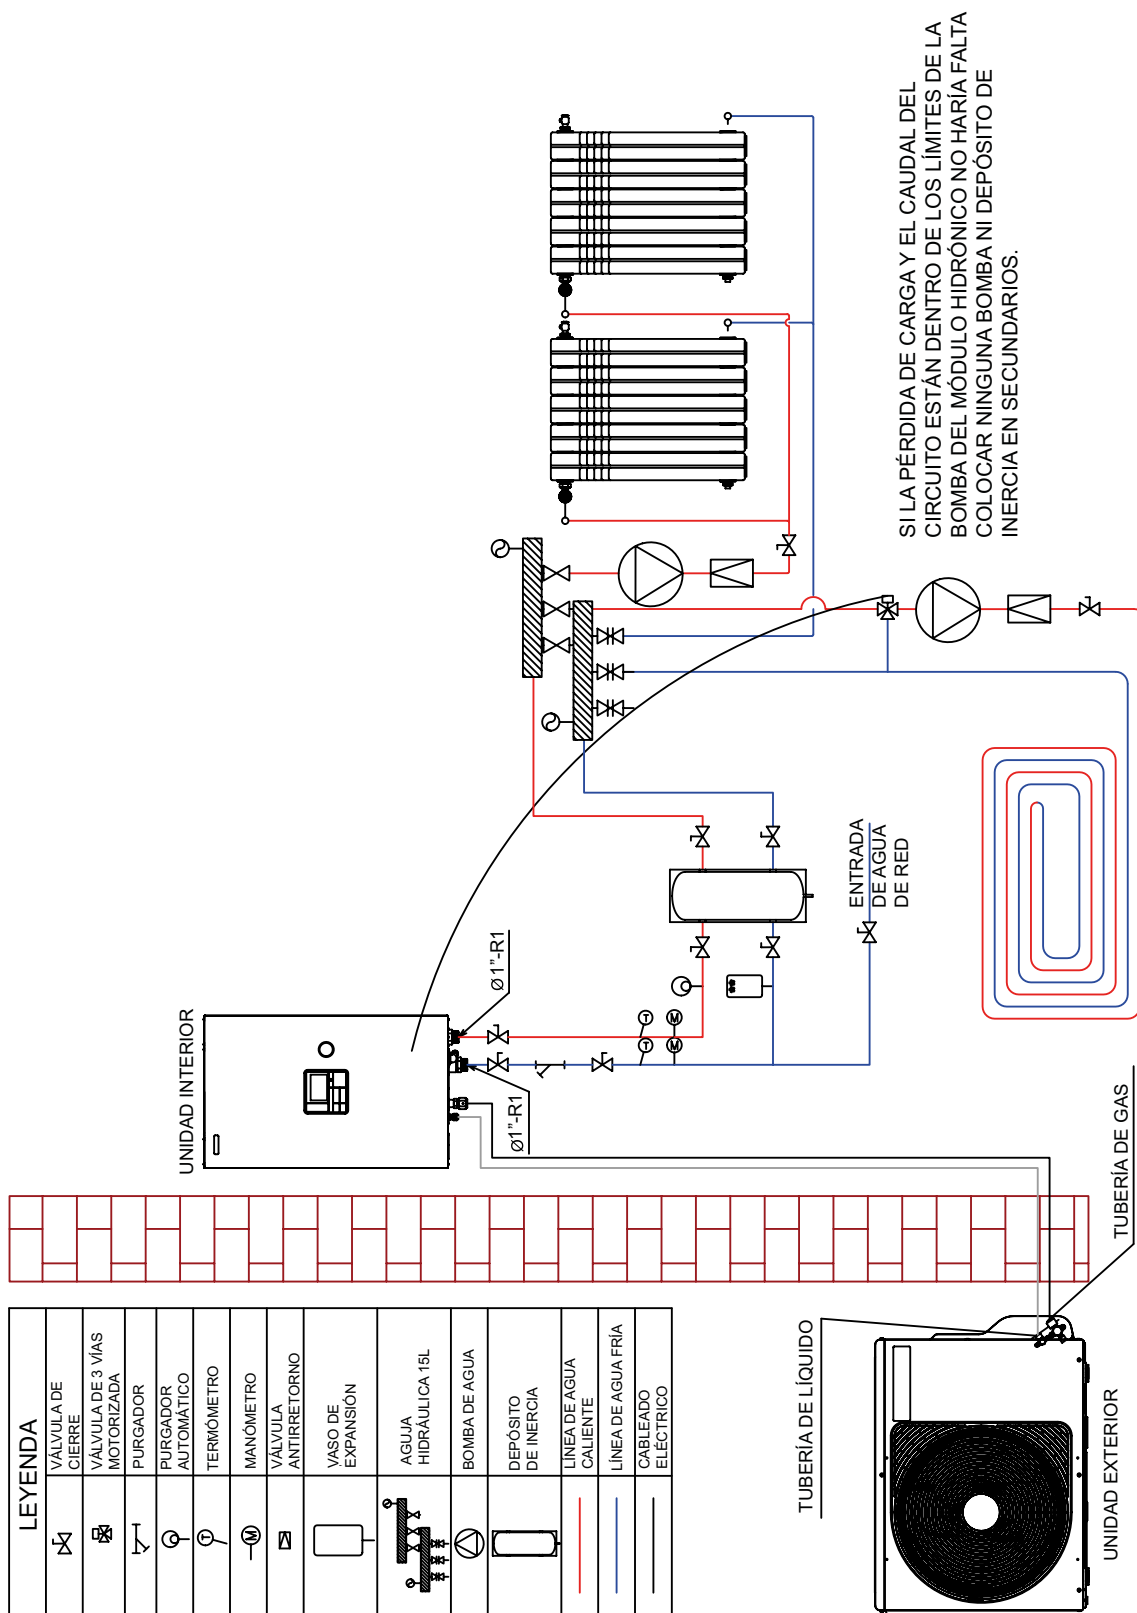 UNIDAD INTERIOR
Ø1"-R1
Ø1"-R1
T
T
M
M
ENTRADA
DE AGUA
DE RED
SI LA PÉRDIDA DE CARGA Y EL CAUDAL DEL
CIRCUITO ESTÁN DENTRO DE LOS LÍMITES DE LA
BOMBA DEL MÓDULO HIDRÓNICO NO HARÍA FALTA
COLOCAR NINGUNA BOMBA NI DEPÓSITO DE
INERCIA EN SECUNDARIOS.
LEYENDA
VÁLVULA DE
CIERRE
VÁLVULA DE 3 VÍAS
MOTORIZADA
PURGADOR
PURGADOR
AUTOMÁTICO
T
TERMÓMETRO
M
MANÓMETRO
VÁLVULA
ANTIRRETORNO
VASO DE
EXPANSIÓN
AGUJA
HIDRÁULICA 15L
BOMBA DE AGUA
DEPÓSITO
DE INERCIA
LÍNEA DE AGUA
CALIENTE
LÍNEA DE AGUA FRÍA
CABLEADO
ELÉCTRICO
TUBERÍA DE LÍQUIDO
TUBERÍA DE GAS
UNIDAD EXTERIOR